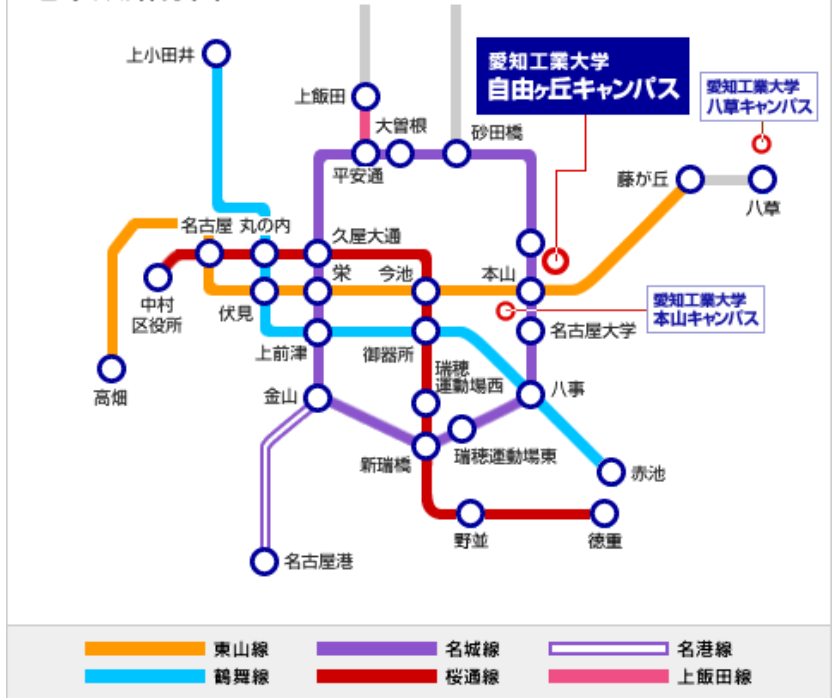 上小田井
愛知工業大学
自由ヶ丘キャンパス
愛知工業大学
八草キャンパス
上飯田
大曽根
砂田橋
平安通
藤が丘
八草
名古屋
丸の内
久屋大通
栄
今池
本山
中村
区役所
伏見
愛知工業大学
本山キャンパス
上前津
御器所
名古屋大学
高畑
金山
瑞穂
運動場西
八事
新瑞橋
瑞穂運動場東
赤池
野並
徳重
名古屋港
東山線
名城線
名港線
鶴舞線
桜通線
上飯田線